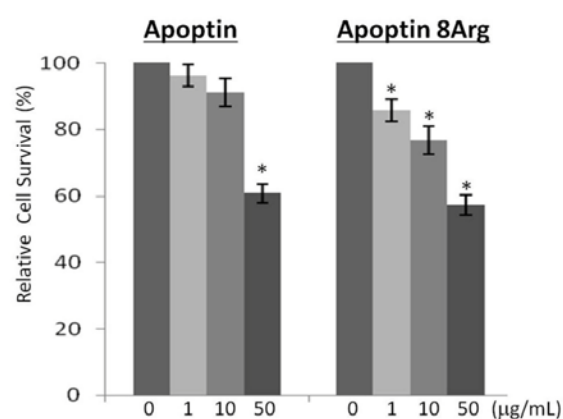 Apoptin
Apoptin 8Arg
Relative Cell Survival (%)
100
80
60
40
20
0
*
*
*
*
0 1 10 50
0 1 10 50 (μg/mL)